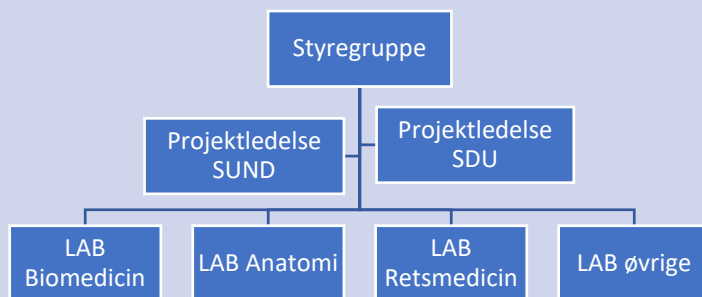 Styregruppe
Projektledelse
SUND
Projektledelse
SDU
LAB
Biomedicin
LAB Anatomi
LAB
Retsmedicin
LAB øvrige